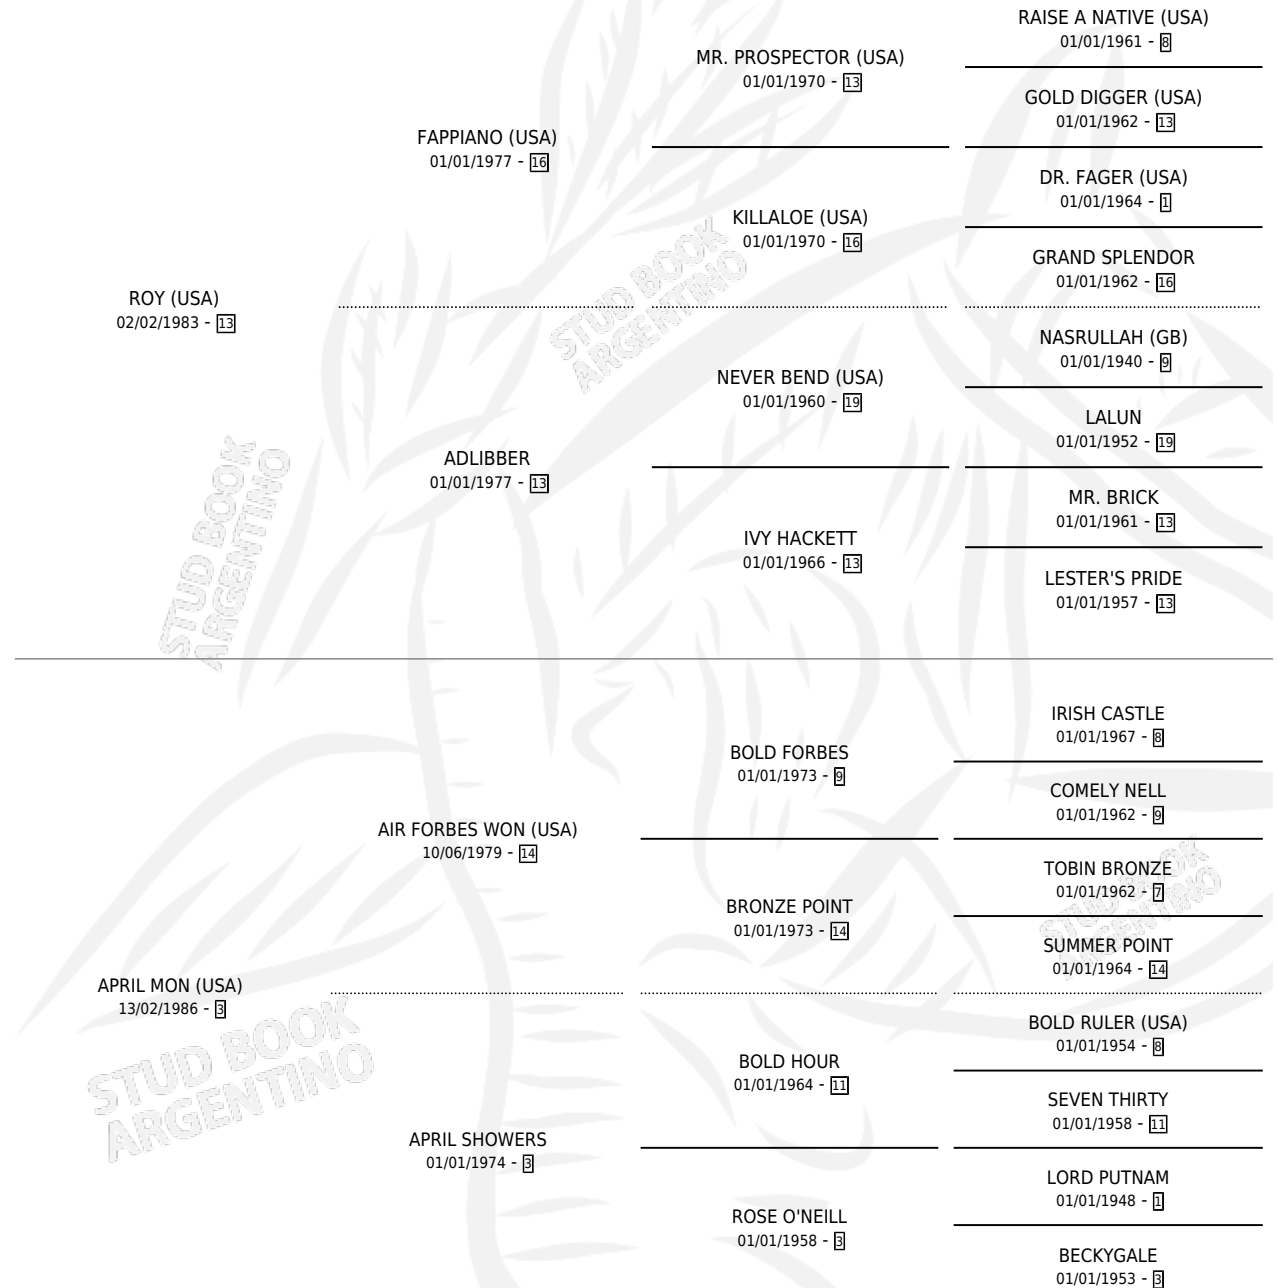 RAISE A NATIVE (USA)
01/01/1961 - 8
MR. PROSPECTOR (USA)
01/01/1970 - 13
GOLD DIGGER (USA)
01/01/1962 - 13
FAPPIANO (USA)
01/01/1977 - 16
DR. FAGER (USA)
01/01/1964 - 1
KILLALOE (USA)
01/01/1970 - 16
GRAND SPLENDOR
01/01/1962 - 16
ROY (USA)
02/02/1983 - 13
NASRULLAH (GB)
01/01/1940 - 9
NEVER BEND (USA)
01/01/1960 - 19
LALUN
01/01/1952 - 19
ADLIBBER
01/01/1977 - 13
MR. BRICK
01/01/1961 - 13
IVY HACKETT
01/01/1966 - 13
LESTER'S PRIDE
01/01/1957 - 13
IRISH CASTLE
01/01/1967 - 8
BOLD FORBES
01/01/1973 - 9
COMELY NELL
01/01/1962 - 9
AIR FORBES WON (USA)
10/06/1979 - 14
TOBIN BRONZE
01/01/1962 - 7
BRONZE POINT
01/01/1973 - 14
SUMMER POINT
01/01/1964 - 14
APRIL MON (USA)
13/02/1986 - 3
BOLD RULER (USA)
01/01/1954 - 8
BOLD HOUR
01/01/1964 - 11
SEVEN THIRTY
01/01/1958 - 11
APRIL SHOWERS
01/01/1974 - 3
LORD PUTNAM
01/01/1948 - 1
ROSE O'NEILL
01/01/1958 - 3
BECKYGALE
01/01/1953 - 3
STUD BOOK
ARGENTINO
STUD BOOK
ARGENTINO
STUD BOOK
ARGENTINO
STUD BOOK
ARGENTINO